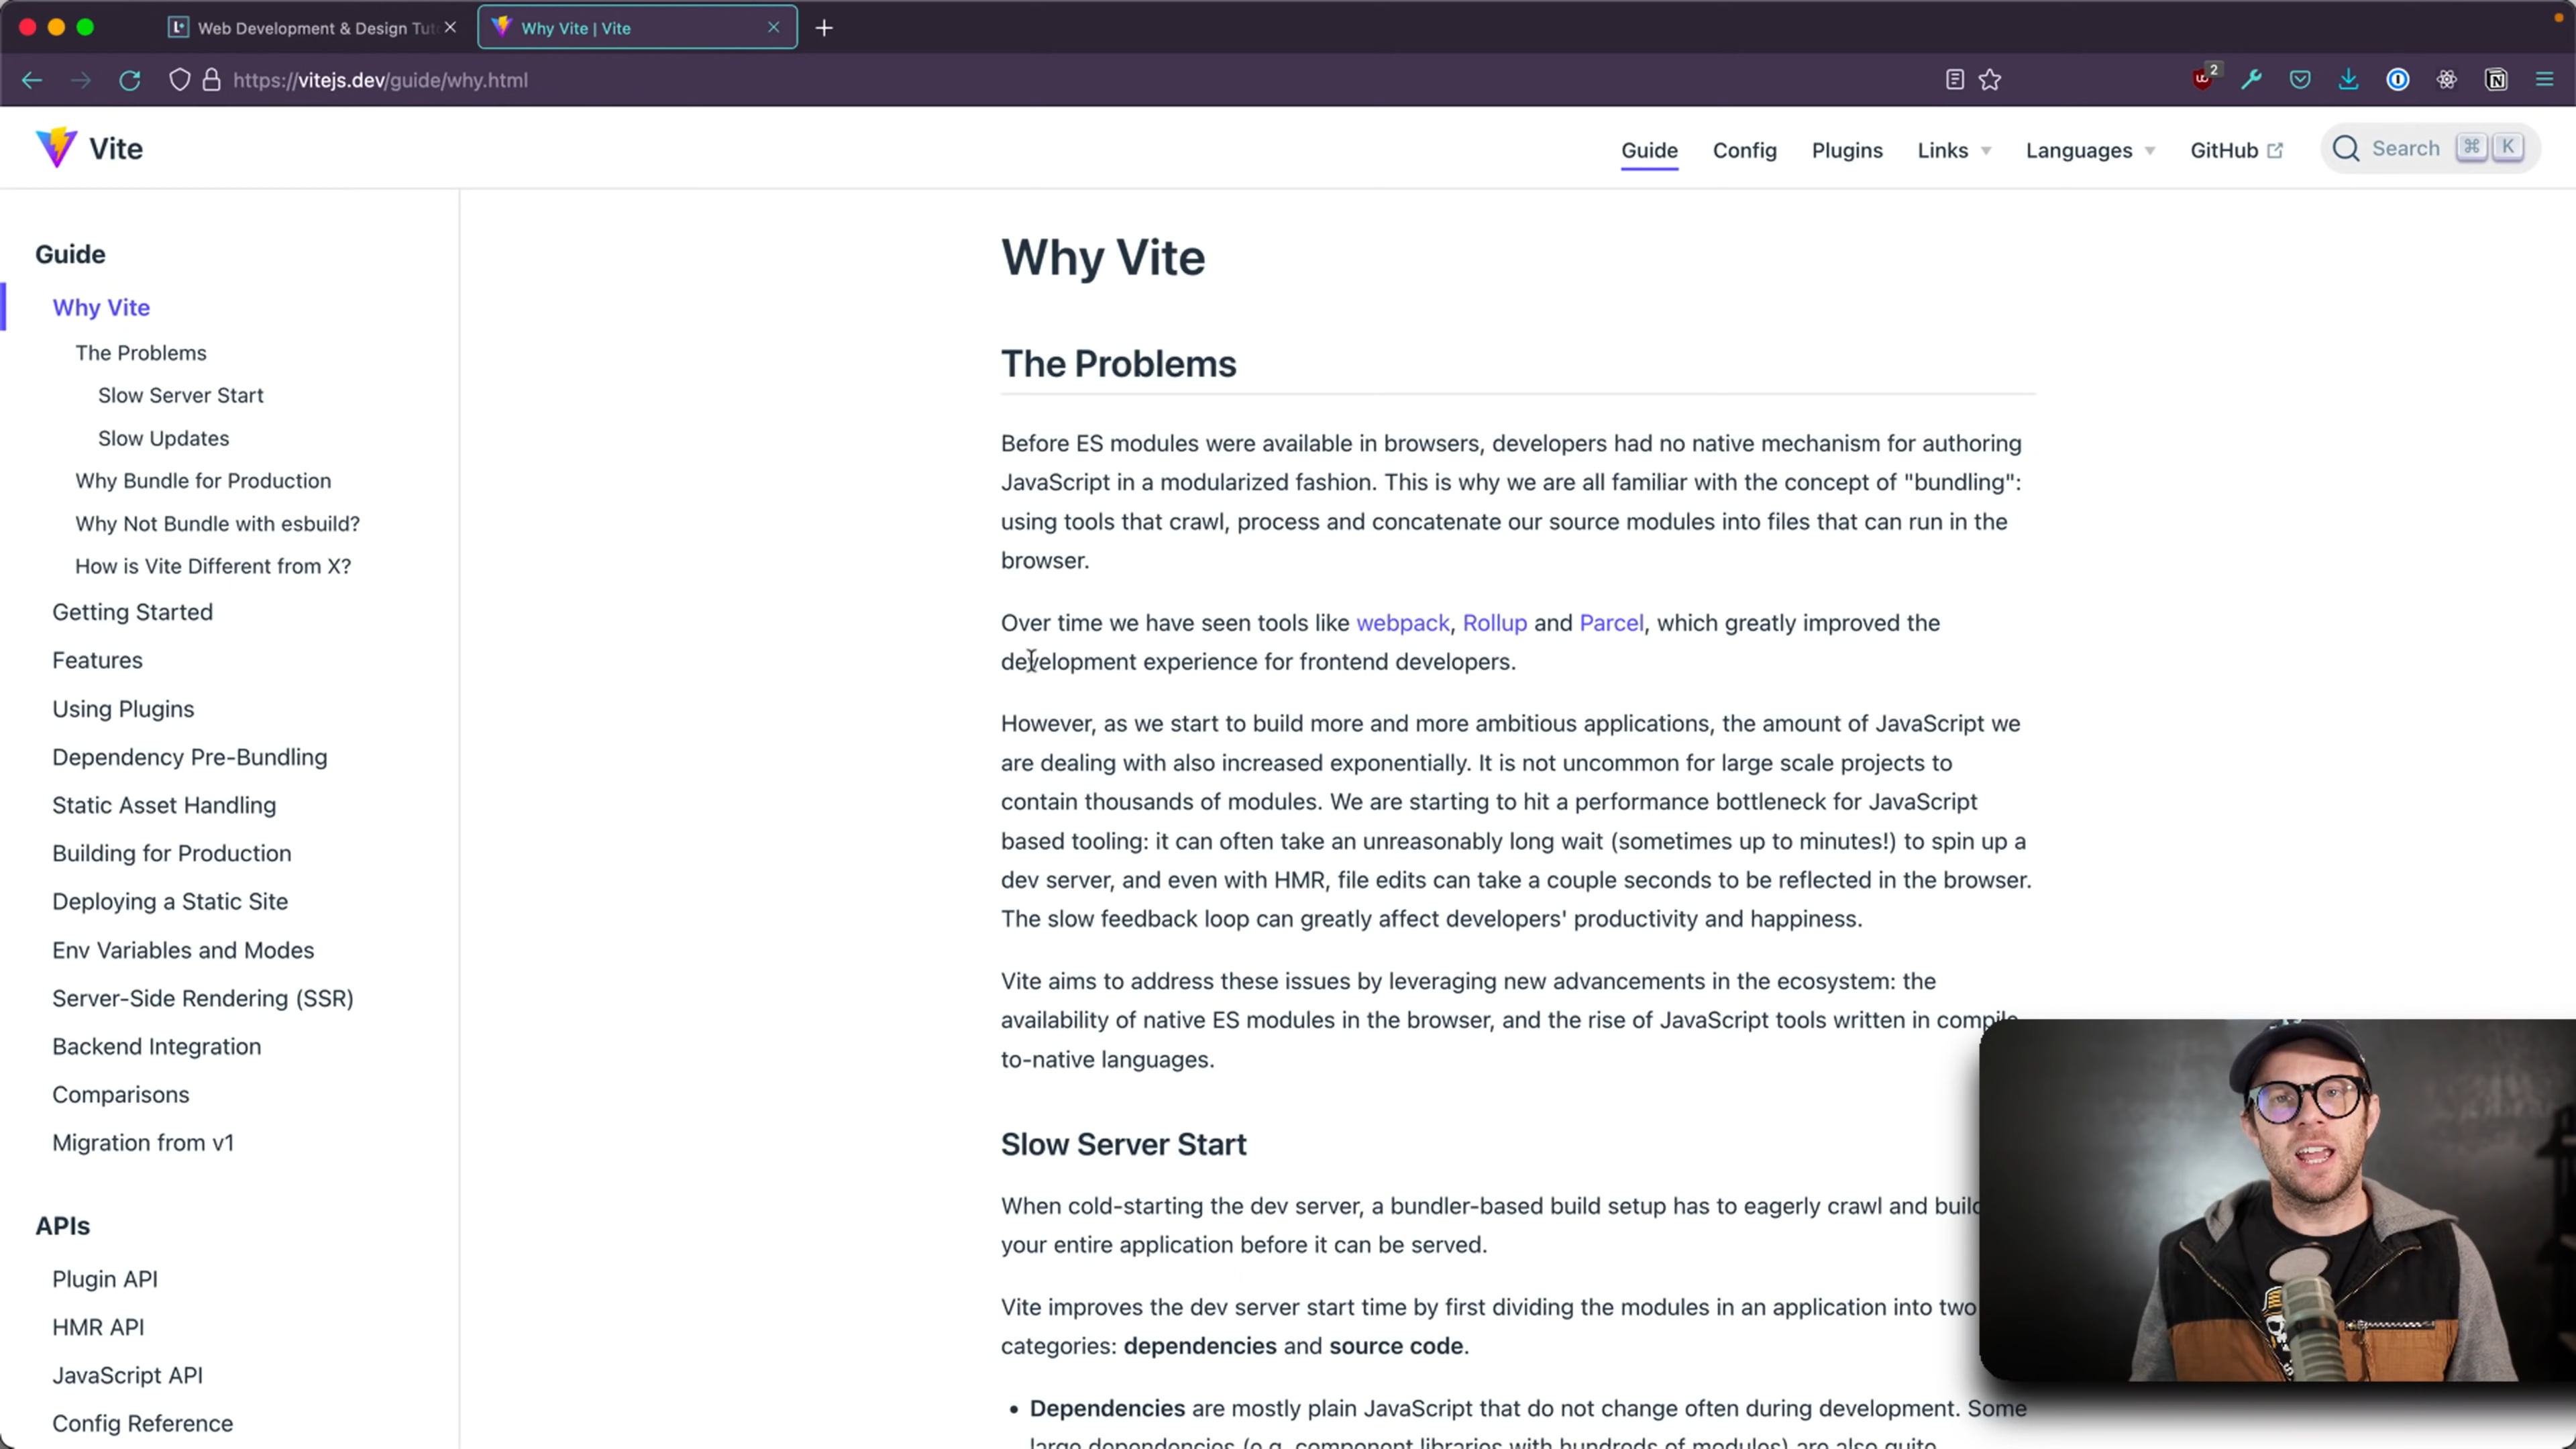 Web Development & Design Tut
Why Vite | Vite
https://vitejs.dev/guide/why.html
2
Vite
Guide
Config
Plugins
Links
Languages
GitHub
Search ⌘ K
Guide
Why Vite
The Problems
Slow Server Start
Slow Updates
Why Bundle for Production
Why Not Bundle with esbuild?
How is Vite Different from X?
Getting Started
Features
Using Plugins
Dependency Pre-Bundling
Static Asset Handling
Building for Production
Deploying a Static Site
Env Variables and Modes
Server-Side Rendering (SSR)
Backend Integration
Comparisons
Migration from v1
APIs
Plugin API
HMR API
JavaScript API
Config Reference
Why Vite
The Problems
Before ES modules were available in browsers, developers had no native mechanism for authoring
JavaScript in a modularized fashion. This is why we are all familiar with the concept of "bundling":
using tools that crawl, process and concatenate our source modules into files that can run in the
browser.
Over time we have seen tools like webpack, Rollup and Parcel, which greatly improved the
development experience for frontend developers.
However, as we start to build more and more ambitious applications, the amount of JavaScript we
are dealing with also increased exponentially. It is not uncommon for large scale projects to
contain thousands of modules. We are starting to hit a performance bottleneck for JavaScript
based tooling: it can often take an unreasonably long wait (sometimes up to minutes!) to spin up a
dev server, and even with HMR, file edits can take a couple seconds to be reflected in the browser.
The slow feedback loop can greatly affect developers' productivity and happiness.
Vite aims to address these issues by leveraging new advancements in the ecosystem: the
availability of native ES modules in the browser, and the rise of JavaScript tools written in compile
to-native languages.
Slow Server Start
When cold-starting the dev server, a bundler-based build setup has to eagerly crawl and build
your entire application before it can be served.
Vite improves the dev server start time by first dividing the modules in an application into two
categories: dependencies and source code.
• Dependencies are mostly plain JavaScript that do not change often during development. Some
large dependencies (e.g. component libraries with hundreds of modules) are also quite